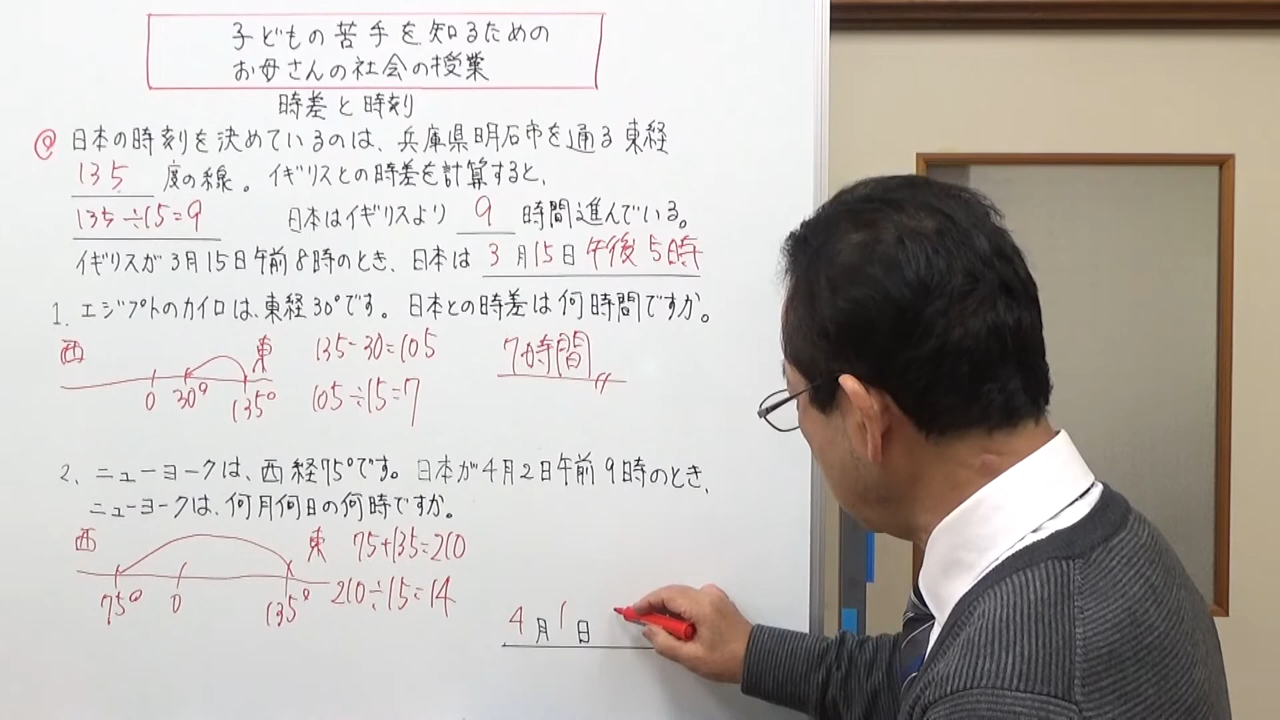 子どもの苦手を知るための
お母さんの社会の授業
時差と時刻
@ 日本の時刻を決めているのは、兵庫県明石市を通る東経
135 度の線。イギリスとの時差を計算すると、
135÷15=9 日本はイギリスより 9 時間進んでいる。
イギリスが3月15日午前8時のとき、日本は 3月15日午後5時
1. エジプトのカイロは、東経30°です。日本との時差は何時間ですか。
西 東 135-30=105 7時間
0 30° 135° 105÷15=7
2. ニューヨークは、西経75°です。日本が4月2日午前9時のとき、
ニューヨークは、何月何日の何時ですか。
西 東 75+135=210
75° 0 135° 210÷15=14
4月1日